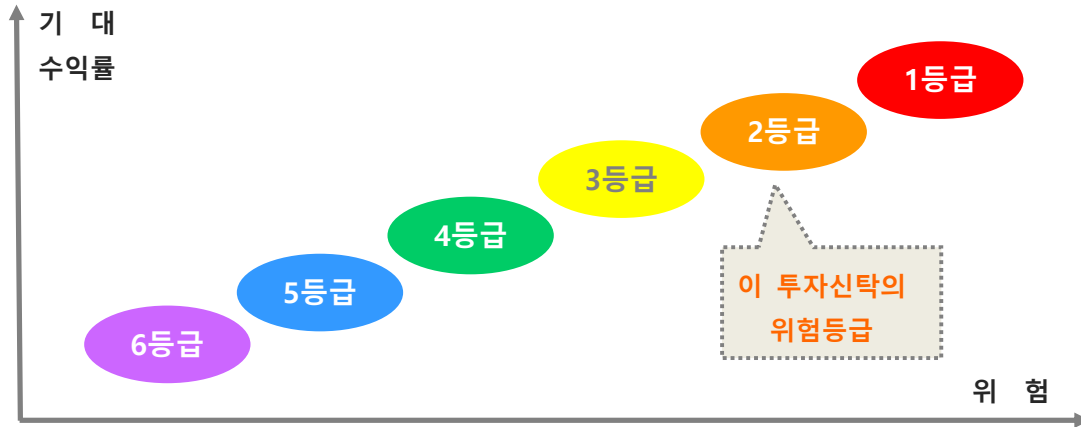 기 대
수익률
1등급
2등급
3등급
4등급
5등급
6등급
이 투자신탁의
위험등급
위 험